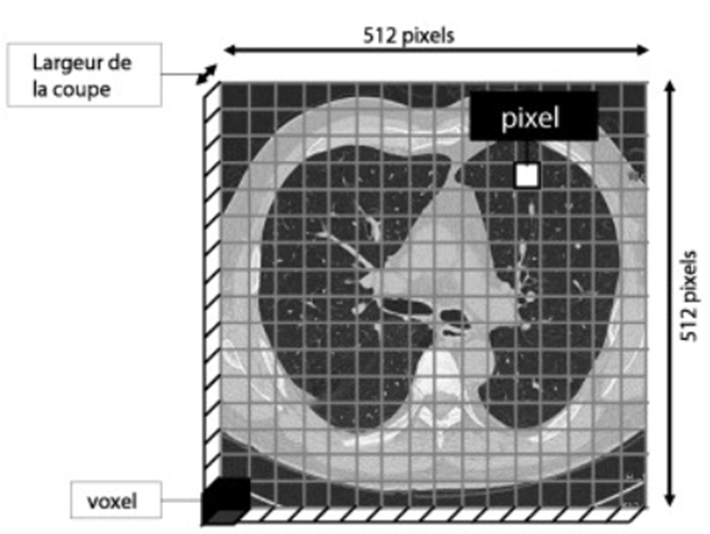 512 pixels
Largeur de
la coupe
pixel
512 pixels
voxel